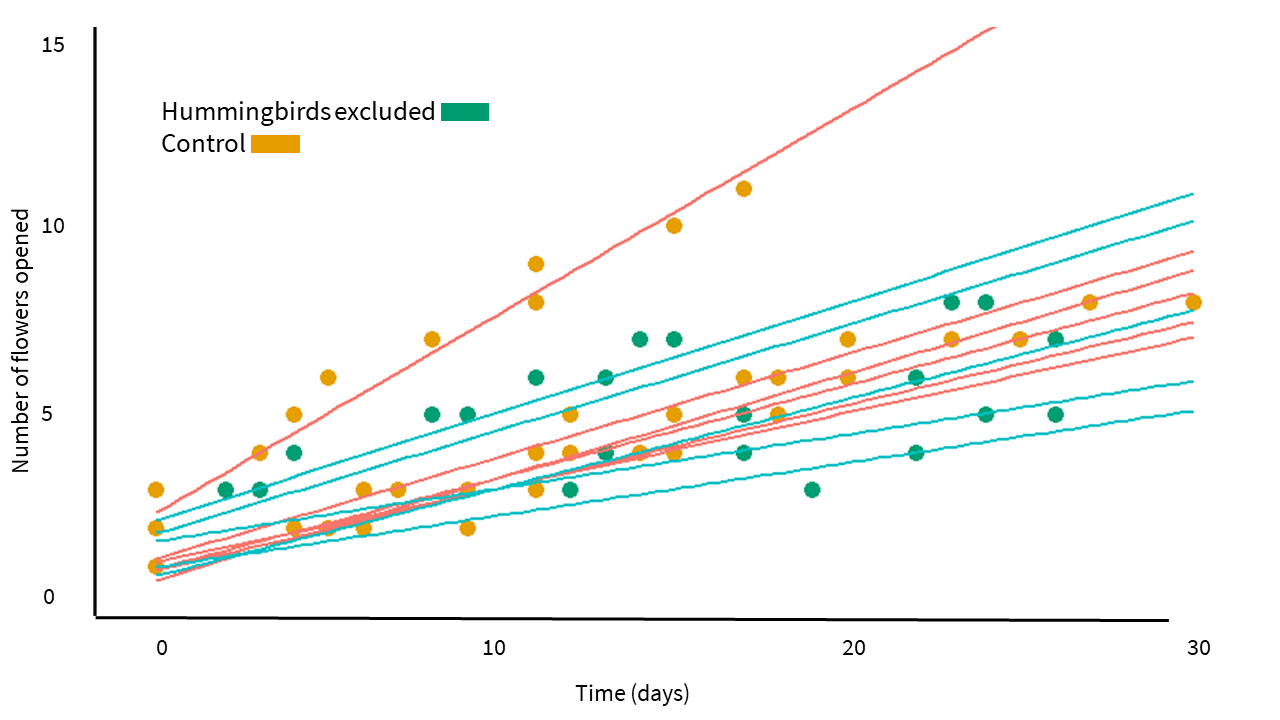 15
Hummingbirds excluded
Control
10
Number of flowers opened
5
0
0 10 20 30
Time (days)